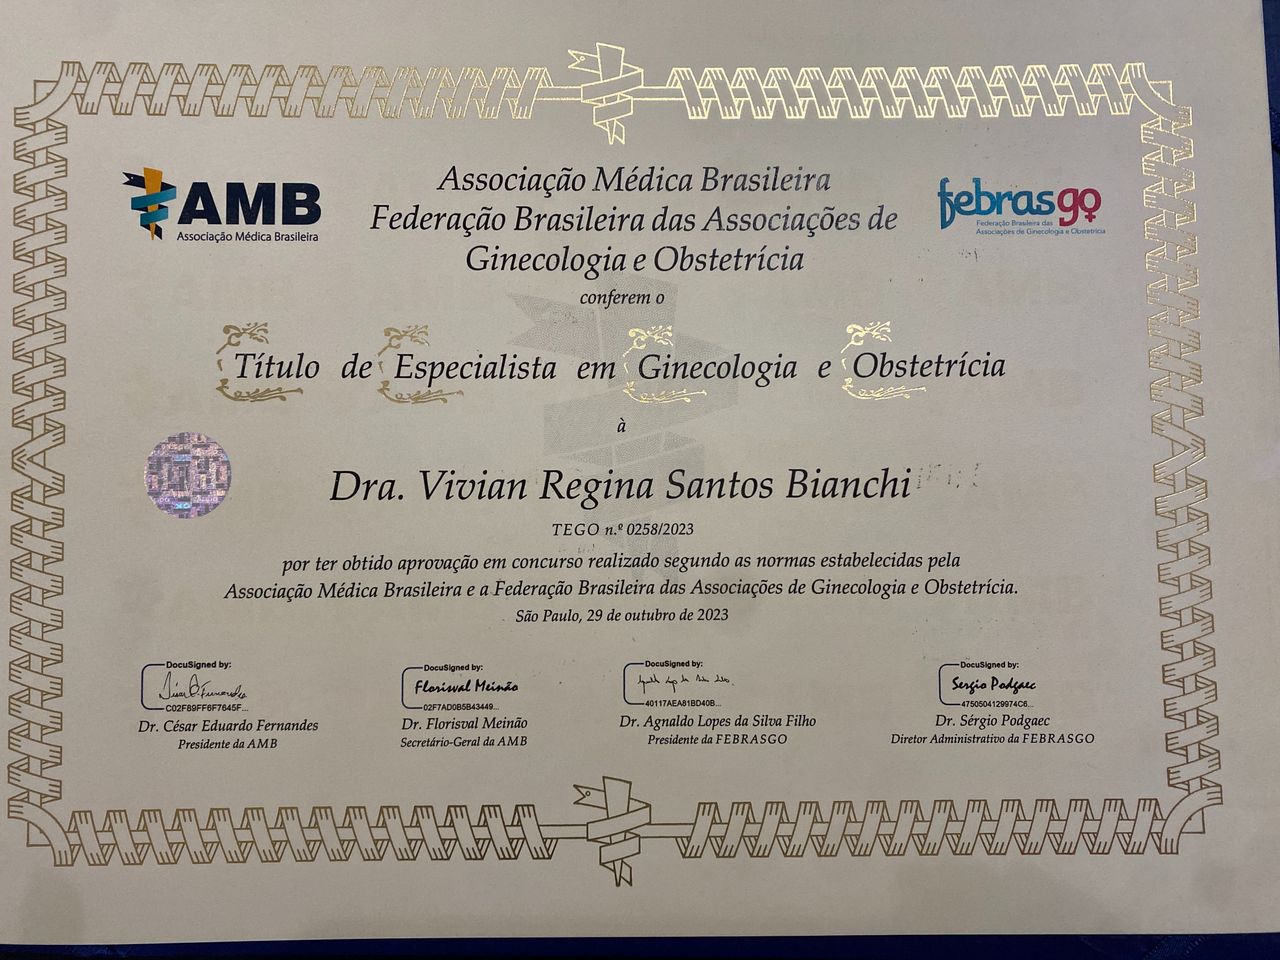 AMB
Associação Médica Brasileira
Associação Médica Brasileira
Federação Brasileira das Associações de
Ginecologia e Obstetrícia
febrasgo
Federação Brasileira das
Associações de Ginecologia e Obstetrícia
conferem o
Título de Especialista em Ginecologia e Obstetrícia
à
Dra. Vivian Regina Santos Bianchi
TEGO n.º 0258/2023
por ter obtido aprovação em concurso realizado segundo as normas estabelecidas pela
Associação Médica Brasileira e a Federação Brasileira das Associações de Ginecologia e Obstetrícia.
São Paulo, 29 de outubro de 2023
DocuSigned by:
C02F89FF6F7645F...
Dr. César Eduardo Fernandes
Presidente da AMB
DocuSigned by:
Florisval Meinão
02F7AD0B5B43449...
Dr. Florisval Meinão
Secretário-Geral da AMB
DocuSigned by:
40117AEA81BD40B...
Dr. Agnaldo Lopes da Silva Filho
Presidente da FEBRASGO
DocuSigned by:
Sergio Podgaec
4750504129974C6...
Dr. Sérgio Podgaec
Diretor Administrativo da FEBRASGO